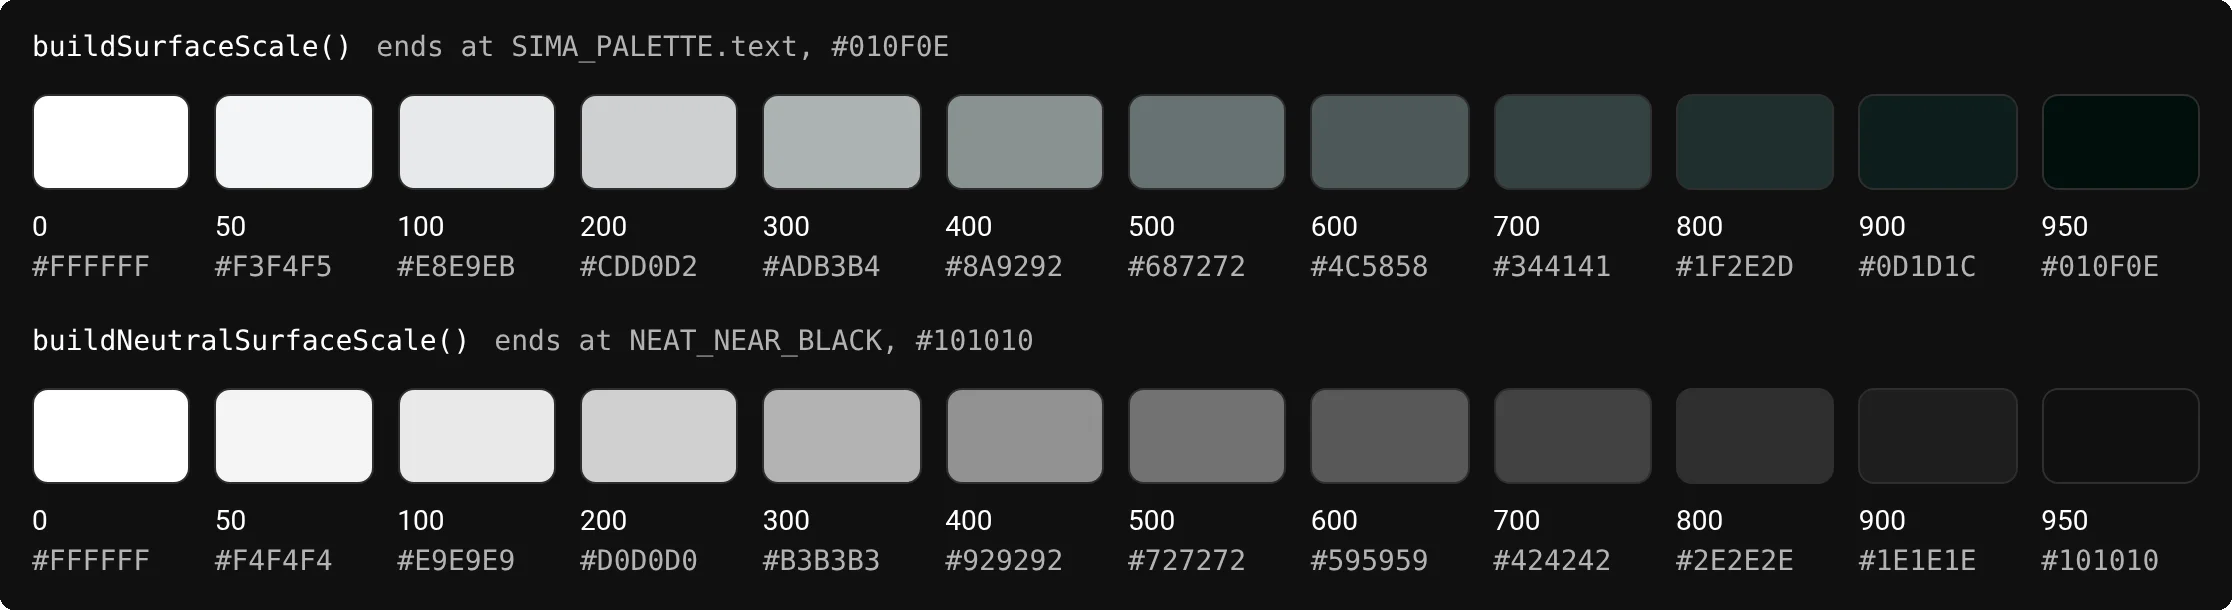 buildSurfaceScale() ends at SIMA_PALETTE.text, #010F0E
0 50 100 200 300 400 500 600 700 800 900 950
#FFFFFF #F3F4F5 #E8E9EB #CDD0D2 #ADB3B4 #8A9292 #687272 #4C5858 #344141 #1F2E2D #0D1D1C #010F0E
buildNeutralSurfaceScale() ends at NEAT_NEAR_BLACK, #101010
0 50 100 200 300 400 500 600 700 800 900 950
#FFFFFF #F4F4F4 #E9E9E9 #D0D0D0 #B3B3B3 #929292 #727272 #595959 #424242 #2E2E2E #1E1E1E #101010